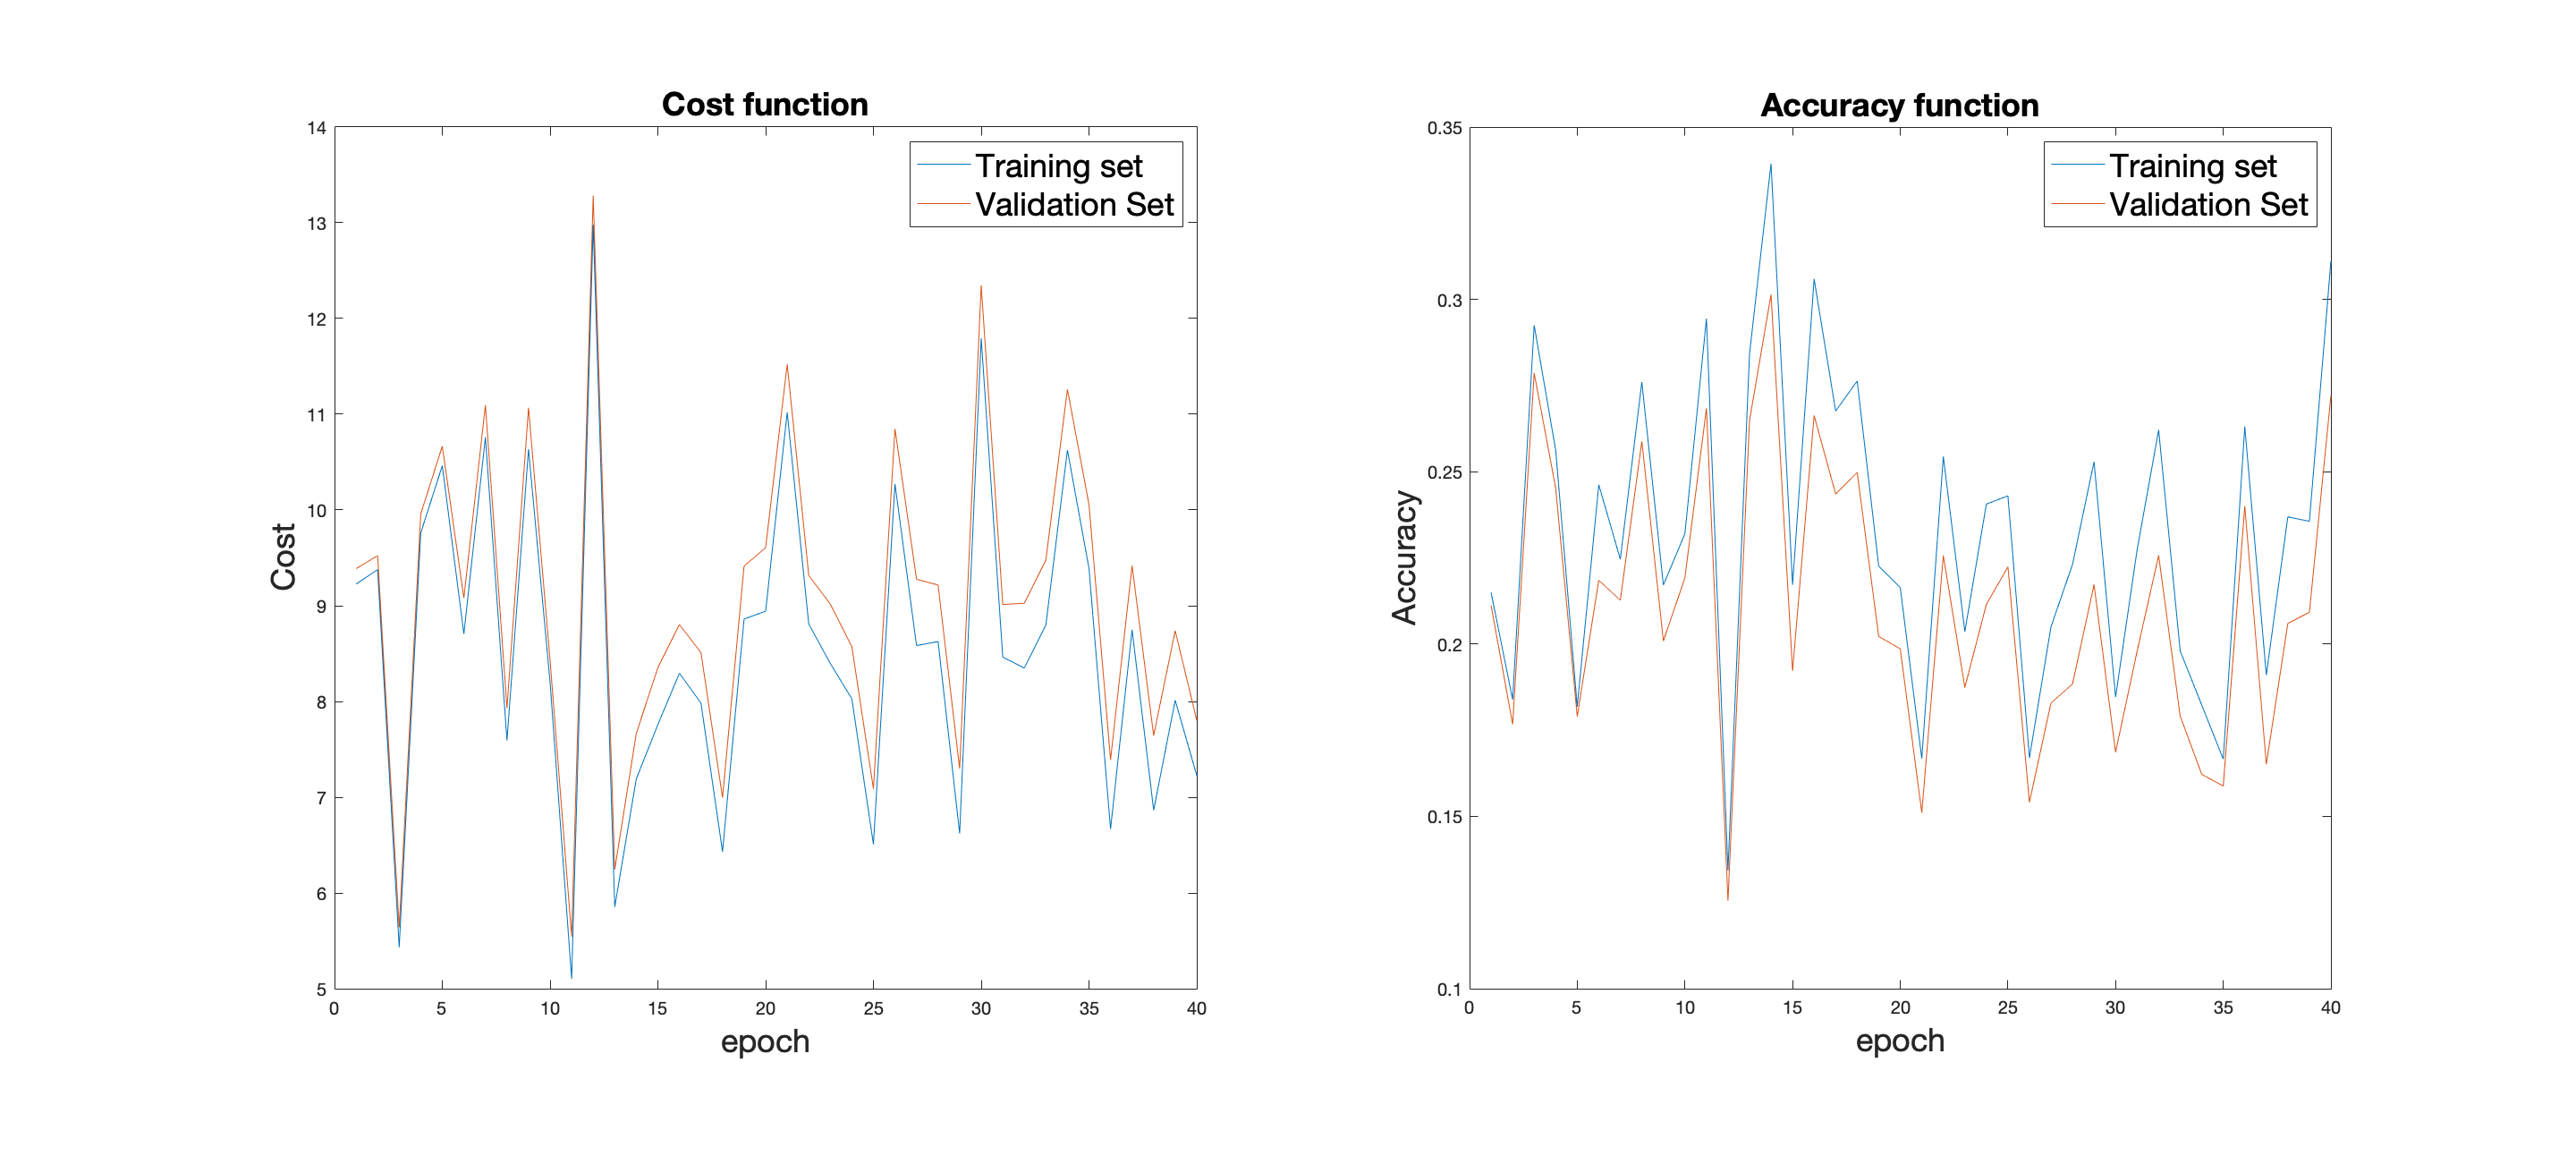 Cost function
14
13
12
11
10
9
8
7
6
5
Cost
0 5 10 15 20 25 30 35 40
epoch
Training set
Validation Set
Accuracy function
0.35
0.3
0.25
0.2
0.15
0.1
Accuracy
0 5 10 15 20 25 30 35 40
epoch
Training set
Validation Set